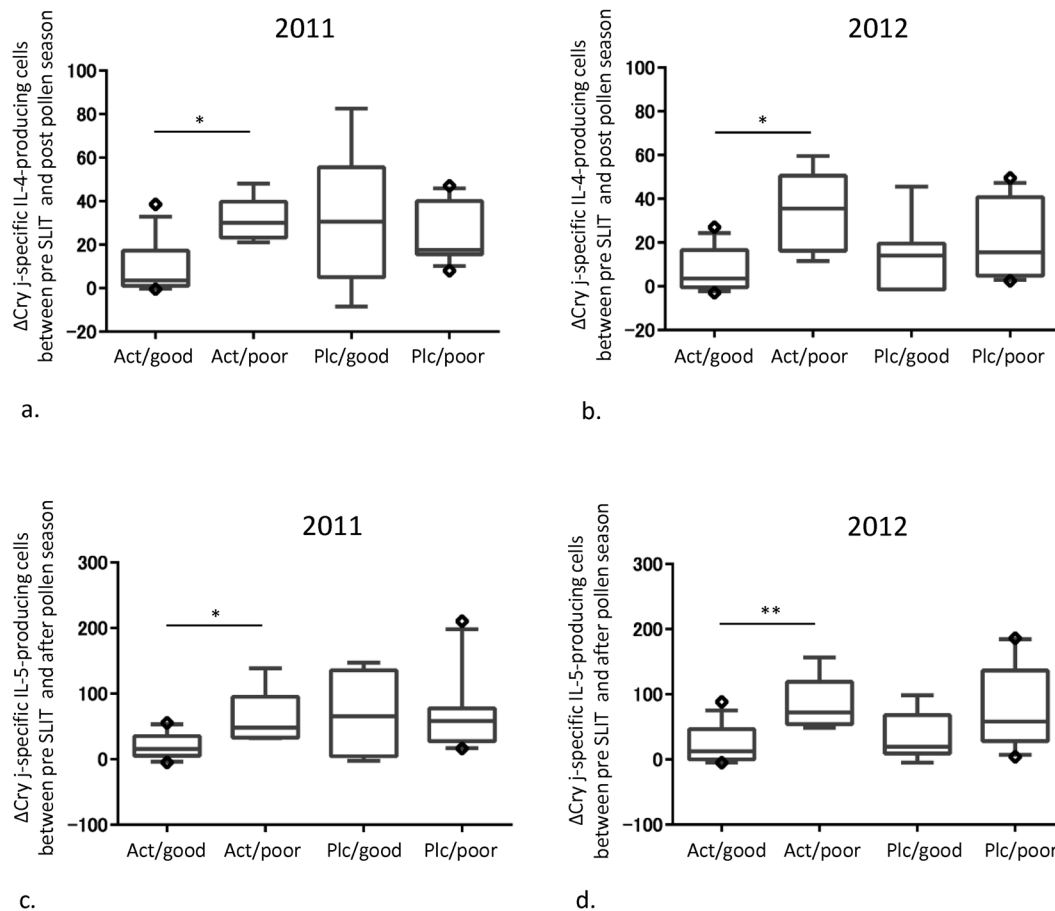 2011
ΔCry j-specific IL-4-producing cells
between pre SLIT and post pollen season
100
80
60
40
20
0
−20
*
Act/good Act/poor Plc/good Plc/poor
a.
2012
ΔCry j-specific IL-4-producing cells
between pre SLIT and post pollen season
100
80
60
40
20
0
−20
*
Act/good Act/poor Plc/good Plc/poor
b.
2011
ΔCry j-specific IL-5-producing cells
between pre SLIT and after pollen season
300
200
100
0
−100
*
Act/good Act/poor Plc/good Plc/poor
c.
2012
ΔCry j-specific IL-5-producing cells
between pre SLIT and after pollen season
300
200
100
0
−100
**
Act/good Act/poor Plc/good Plc/poor
d.